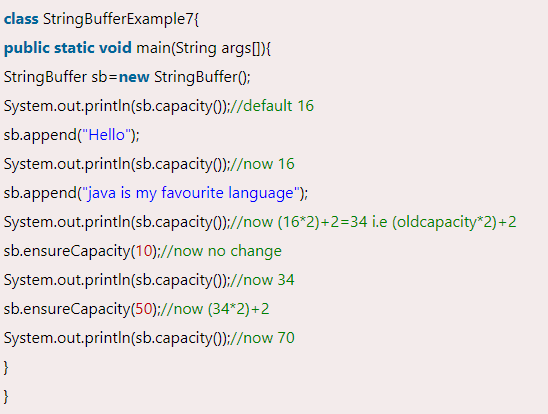 class StringBufferExample7{
public static void main(String args[]){
StringBuffer sb=new StringBuffer();
System.out.println(sb.capacity());//default 16
sb.append("Hello");
System.out.println(sb.capacity());//now 16
sb.append("java is my favourite language");
System.out.println(sb.capacity());//now (16*2)+2=34 i.e (oldcapacity*2)+2
sb.ensureCapacity(10);//now no change
System.out.println(sb.capacity());//now 34
sb.ensureCapacity(50);//now (34*2)+2
System.out.println(sb.capacity());//now 70
}
}